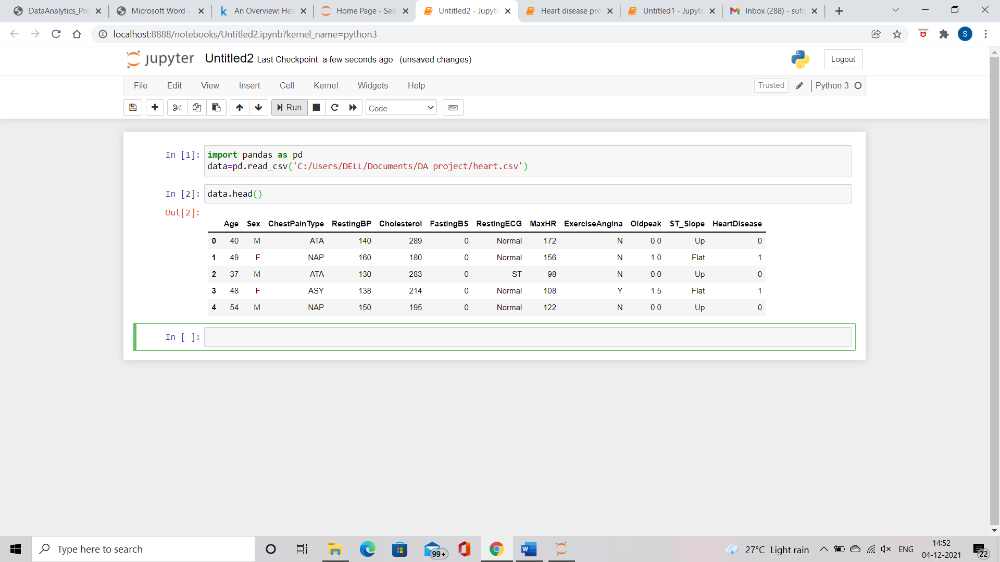 DataAnalytics_Pro
Microsoft Word -
An Overview: Hea
Home Page - Sele
Untitled2 - Jupyte
Heart disease pre
Untitled1 - Jupyte
Inbox (288) - sufiy
localhost:8888/notebooks/Untitled2.ipynb?kernel_name=python3
S
jupyter Untitled2 Last Checkpoint: a few seconds ago (unsaved changes)
Logout
File Edit View Insert Cell Kernel Widgets Help
Trusted Python 3
Run Code
In [1]: import pandas as pd
data=pd.read_csv('C:/Users/DELL/Documents/DA project/heart.csv')
In [2]: data.head()
Out[2]:
Age Sex ChestPainType RestingBP Cholesterol FastingBS RestingECG MaxHR ExerciseAngina Oldpeak ST_Slope HeartDisease
0 40 M ATA 140 289 0 Normal 172 N 0.0 Up 0
1 49 F NAP 160 180 0 Normal 156 N 1.0 Flat 1
2 37 M ATA 130 283 0 ST 98 N 0.0 Up 0
3 48 F ASY 138 214 0 Normal 108 Y 1.5 Flat 1
4 54 M NAP 150 195 0 Normal 122 N 0.0 Up 0
In [ ]:
Type here to search
99+
27°C Light rain
ENG
14:52
04-12-2021
22